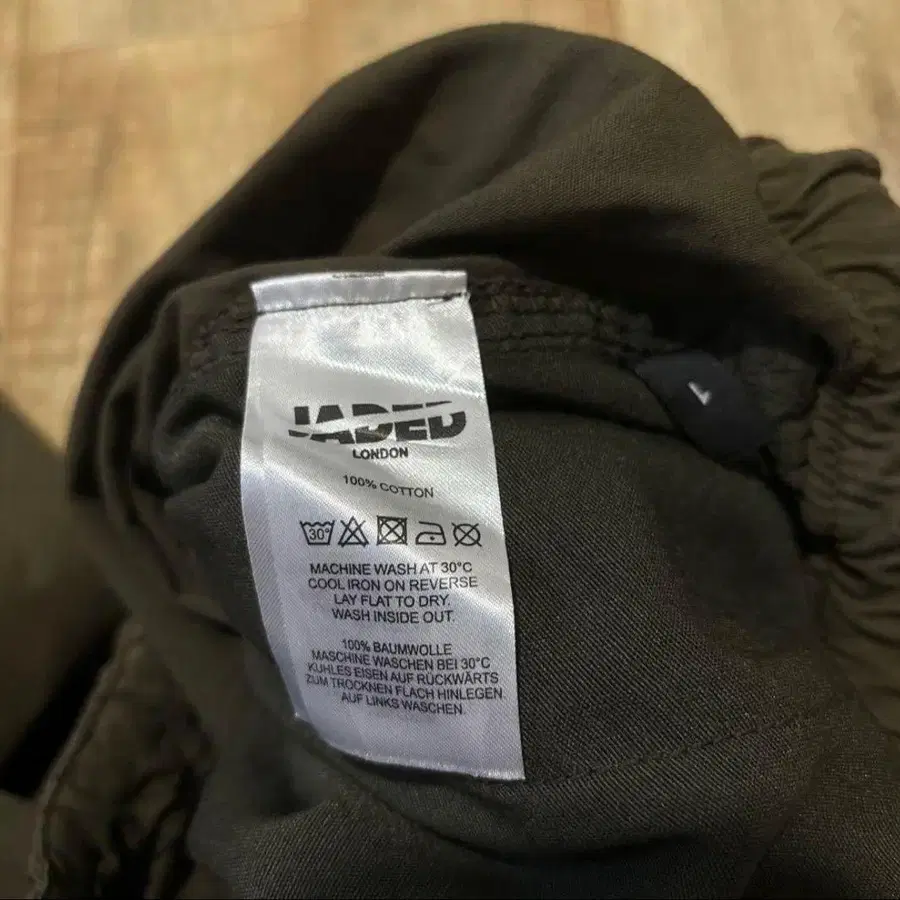 JADED
LONDON
100% COTTON
30°
MACHINE WASH AT 30°C
COOL IRON ON REVERSE
LAY FLAT TO DRY.
WASH INSIDE OUT.
100% BAUMWOLLE
MASCHINE WASCHEN BEI 30°C
KUHLES EISEN AUF RÜCKWÄRTS
ZUM TROCKNEN FLACH HINLEGEN
AUF LINKS WASCHEN.
L